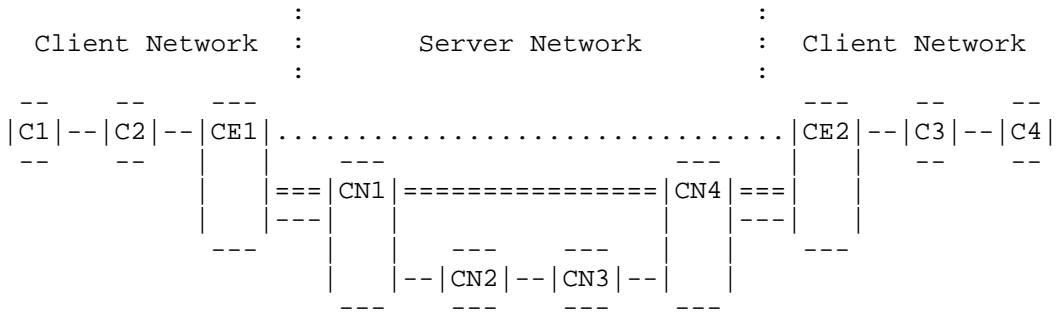 : :
Client Network : Server Network : Client Network
: :
-- -- --- --- -- --
|C1|--|C2|--|CE1|.................................|CE2|--|C3|--|C4|
-- -- | | --- --- | | -- --
| |===|CN1|================|CN4|===| |
| |---| | | |---| |
--- | | --- --- | | ---
| |--|CN2|--|CN3|--| |
--- --- --- ---